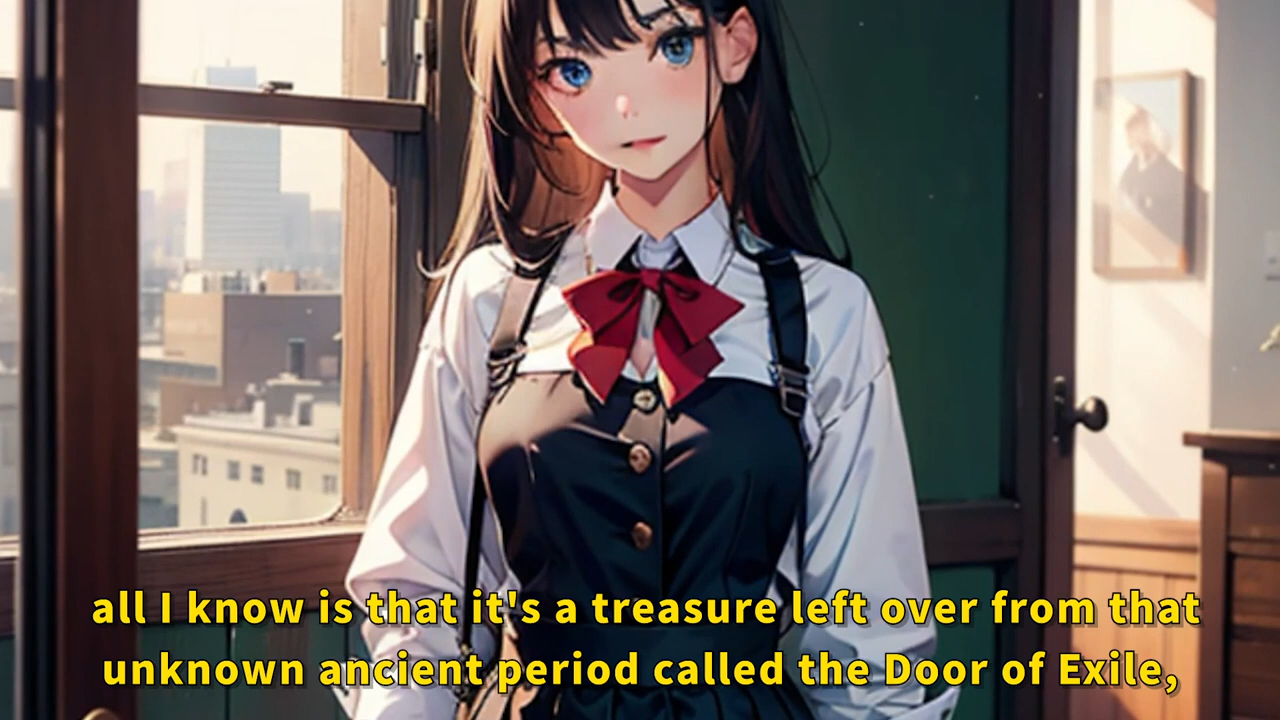 all I know is that it's a treasure left over from that
unknown ancient period called the Door of Exile,